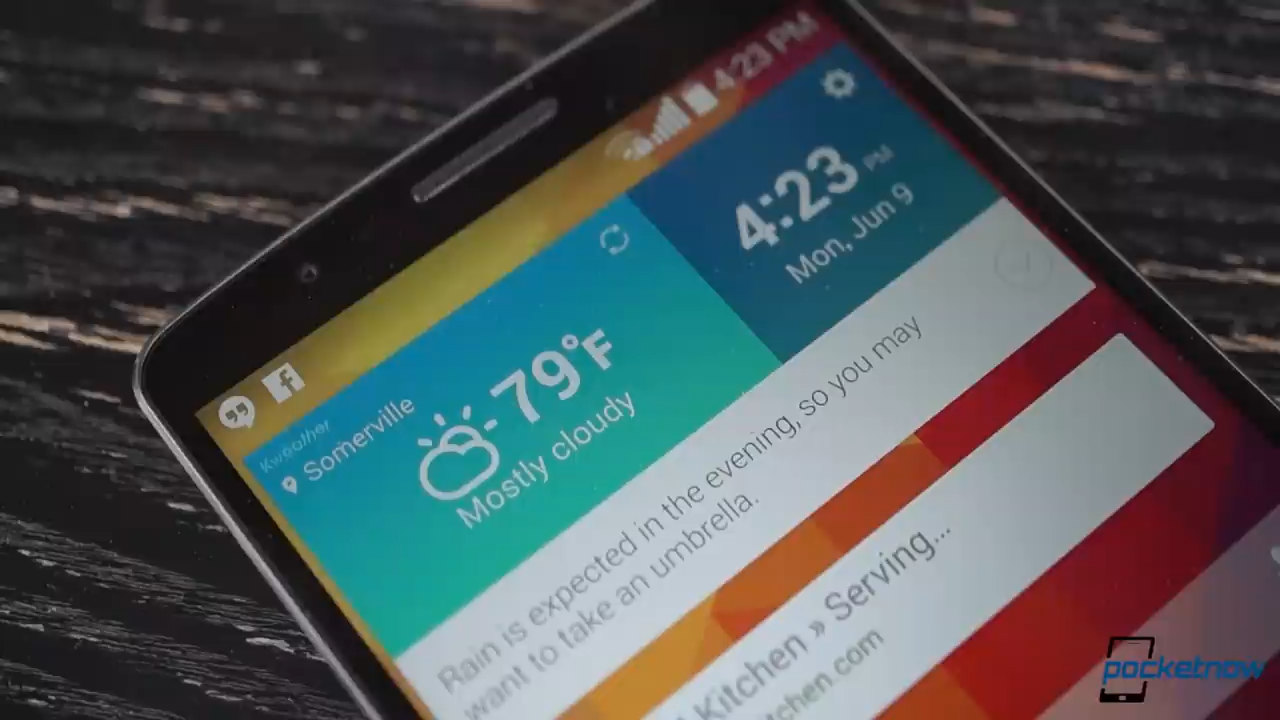 4:23 PM
4:23 PM
Mon, Jun 9
Kweather
Somerville
79°F
Mostly cloudy
Rain is expected in the evening, so you may
want to take an umbrella.
Kitchen » Serving...
tchen.com
pocketnow